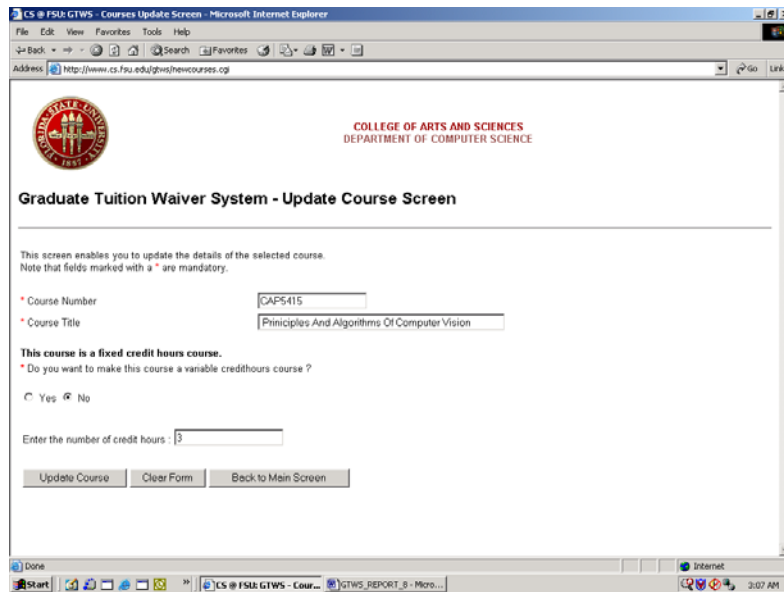 CS @ FSU: GTWS - Courses Update Screen - Microsoft Internet Explorer
File Edit View Favorites Tools Help
Back Search Favorites
Address http://www.cs.fsu.edu/gtws/newcourses.cgi Go Link
COLLEGE OF ARTS AND SCIENCES
DEPARTMENT OF COMPUTER SCIENCE
Graduate Tuition Waiver System - Update Course Screen
This screen enables you to update the details of the selected course.
Note that fields marked with a * are mandatory.
* Course Number CAP5415
* Course Title Priniciples And Algorithms Of Computer Vision
This course is a fixed credit hours course.
* Do you want to make this course a variable credithours course ?
Yes No
Enter the number of credit hours : 3
Update Course Clear Form Back to Main Screen
Done Internet
Start » CS @ FSU: GTWS - Cour... GTWS_REPORT_8 - Micro... 3:07 AM